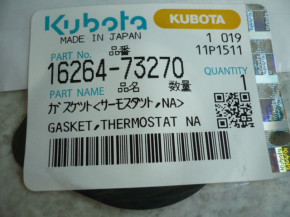 Kubota KUBOTA
MADE IN JAPAN 1 019
PART No. 品番 11P1511
16264-73270
品名 数量 QUANTITY
ガスケット<サーモスタット,NA> 1
PART NAME
GASKET,THERMOSTAT NA